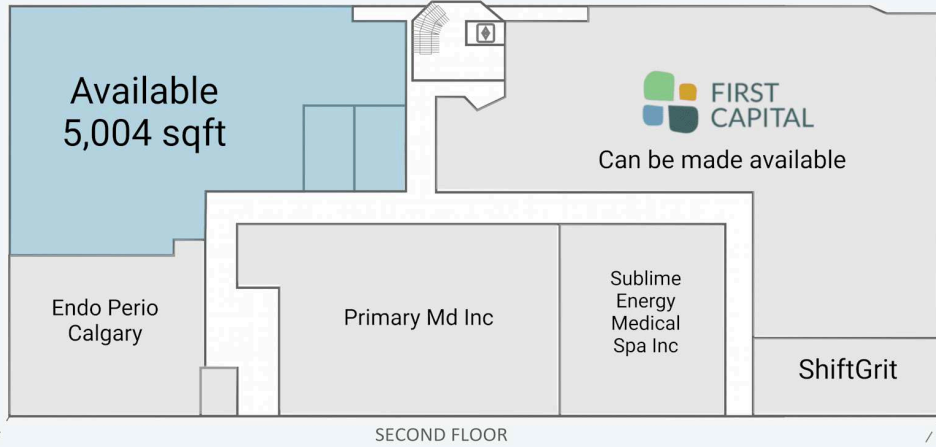 Available
5,004 sqft
FIRST
CAPITAL
Can be made available
Endo Perio
Calgary
Primary Md Inc
Sublime
Energy
Medical
Spa Inc
ShiftGrit
SECOND FLOOR